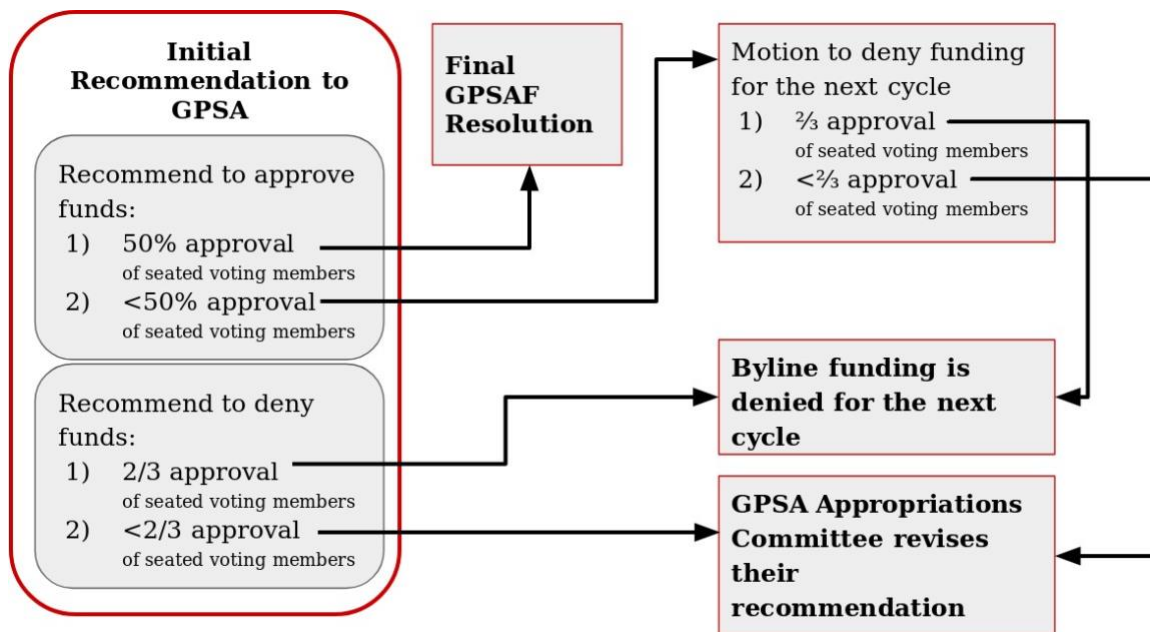 Initial
Recommendation to
GPSA
Recommend to approve
funds:
1) 50% approval
of seated voting members
2) <50% approval
of seated voting members
Recommend to deny
funds:
1) 2/3 approval
of seated voting members
2) <2/3 approval
of seated voting members
Final
GPSAF
Resolution
Motion to deny funding
for the next cycle
1) ⅔ approval
of seated voting members
2) <⅔ approval
of seated voting members
Byline funding is
denied for the next
cycle
GPSA Appropriations
Committee revises
their
recommendation